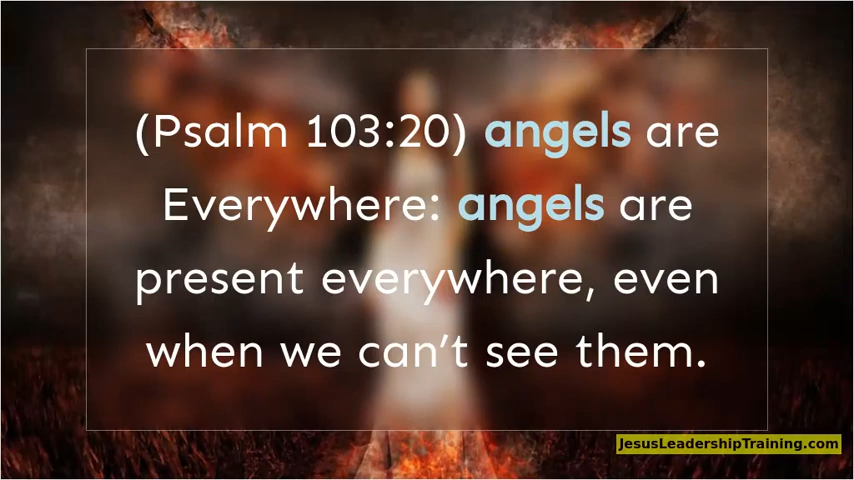 (Psalm 103:20) angels are
Everywhere: angels are
present everywhere, even
when we can’t see them.
JesusLeadershipTraining.com